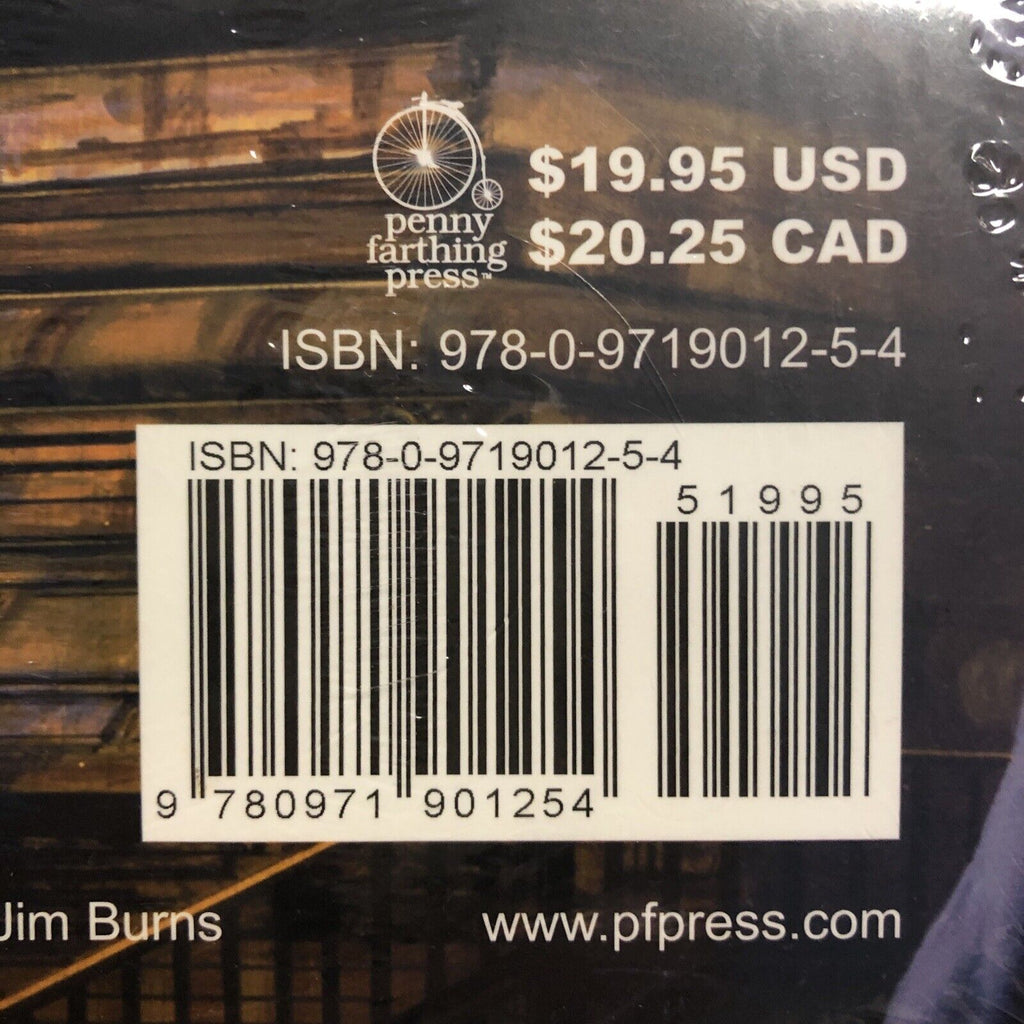 penny
farthing
press™
$19.95 USD
$20.25 CAD
ISBN: 978-0-9719012-5-4
ISBN: 978-0-9719012-5-4
51995
9 780971 901254
Jim Burns
www.pfpress.com